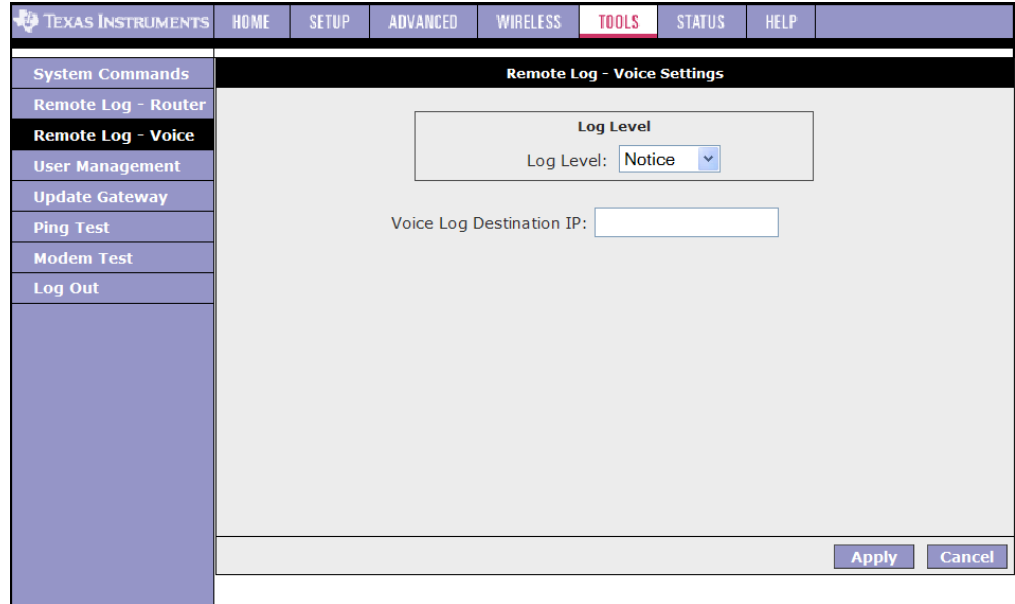 TEXAS INSTRUMENTS HOME SETUP ADVANCED WIRELESS TOOLS STATUS HELP
System Commands
Remote Log - Router
Remote Log - Voice
User Management
Update Gateway
Ping Test
Modem Test
Log Out
Remote Log - Voice Settings
Log Level
Log Level: Notice
Voice Log Destination IP:
Apply Cancel